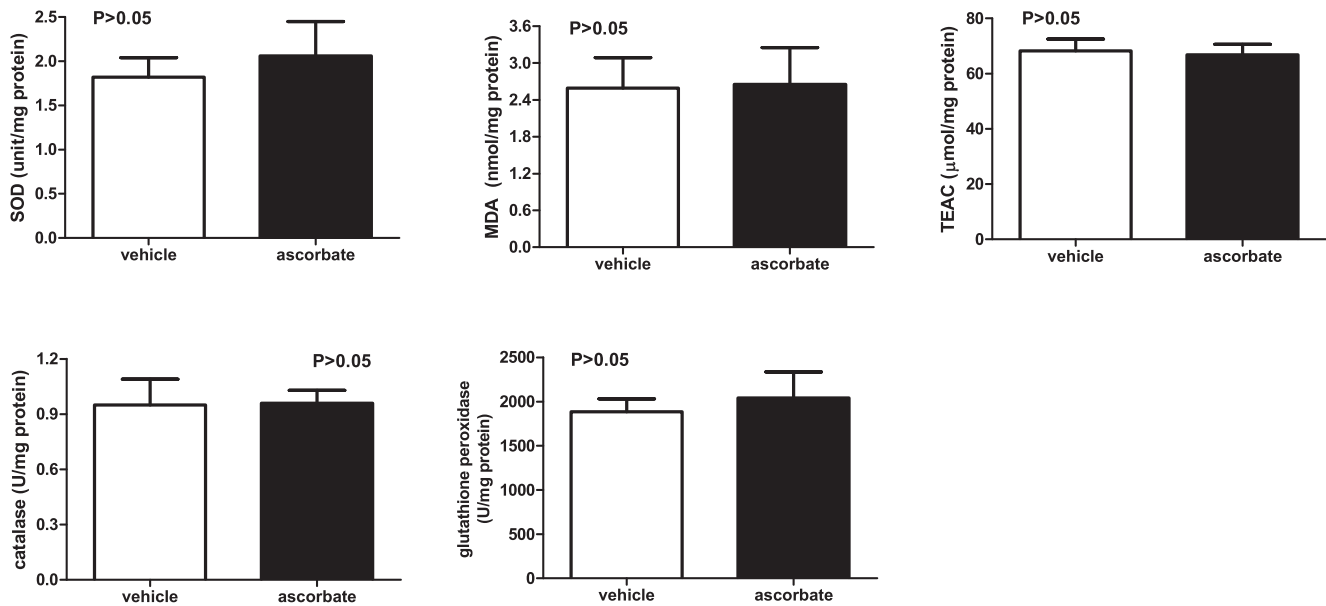 P>0.05
SOD (unit/mg protein)
2.5
2.0
1.5
1.0
0.5
0.0
vehicle
ascorbate
P>0.05
MDA (nmol/mg protein)
3.6
3.0
2.4
1.8
1.2
0.6
0.0
vehicle
ascorbate
P>0.05
TEAC (μmol/mg protein)
80
60
40
20
0
vehicle
ascorbate
P>0.05
catalase (U/mg protein)
1.2
0.9
0.6
0.3
0.0
vehicle
ascorbate
P>0.05
glutathione peroxidase
(U/mg protein)
2500
2000
1500
1000
500
0
vehicle
ascorbate